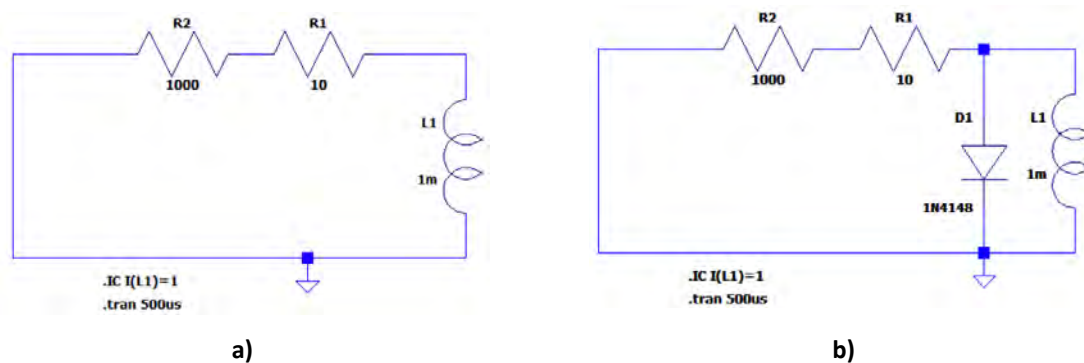 R2 R1
1000 10
L1
1m
.IC I(L1)=1
.tran 500us
a)
R2 R1
1000 10
D1 L1
1m
1N4148
.IC I(L1)=1
.tran 500us
b)